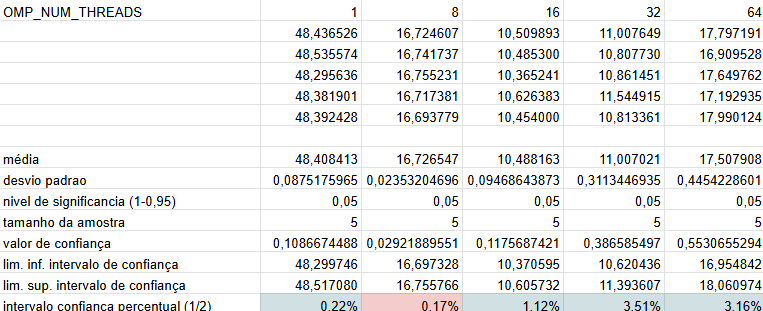 OMP_NUM_THREADS 1 8 16 32 64
48,436526 16,724607 10,509893 11,007649 17,797191
48,535574 16,741737 10,485300 10,807730 16,909528
48,295636 16,755231 10,365241 10,861451 17,649762
48,381901 16,717381 10,626383 11,544915 17,192935
48,392428 16,693779 10,454000 10,813361 17,990124
média 48,408413 16,726547 10,488163 11,007021 17,507908
desvio padrao 0,0875175965 0,02353204696 0,09468643873 0,3113446935 0,4454228601
nivel de significancia (1-0,95) 0,05 0,05 0,05 0,05 0,05
tamanho da amostra 5 5 5 5 5
valor de confiança 0,1086674488 0,02921889551 0,1175687421 0,386585497 0,5530655294
lim. inf. intervalo de confiança 48,299746 16,697328 10,370595 10,620436 16,954842
lim. sup. intervalo de confiança 48,517080 16,755766 10,605732 11,393607 18,060974
intervalo confiança percentual (1/2) 0,22% 0,17% 1,12% 3,51% 3,16%